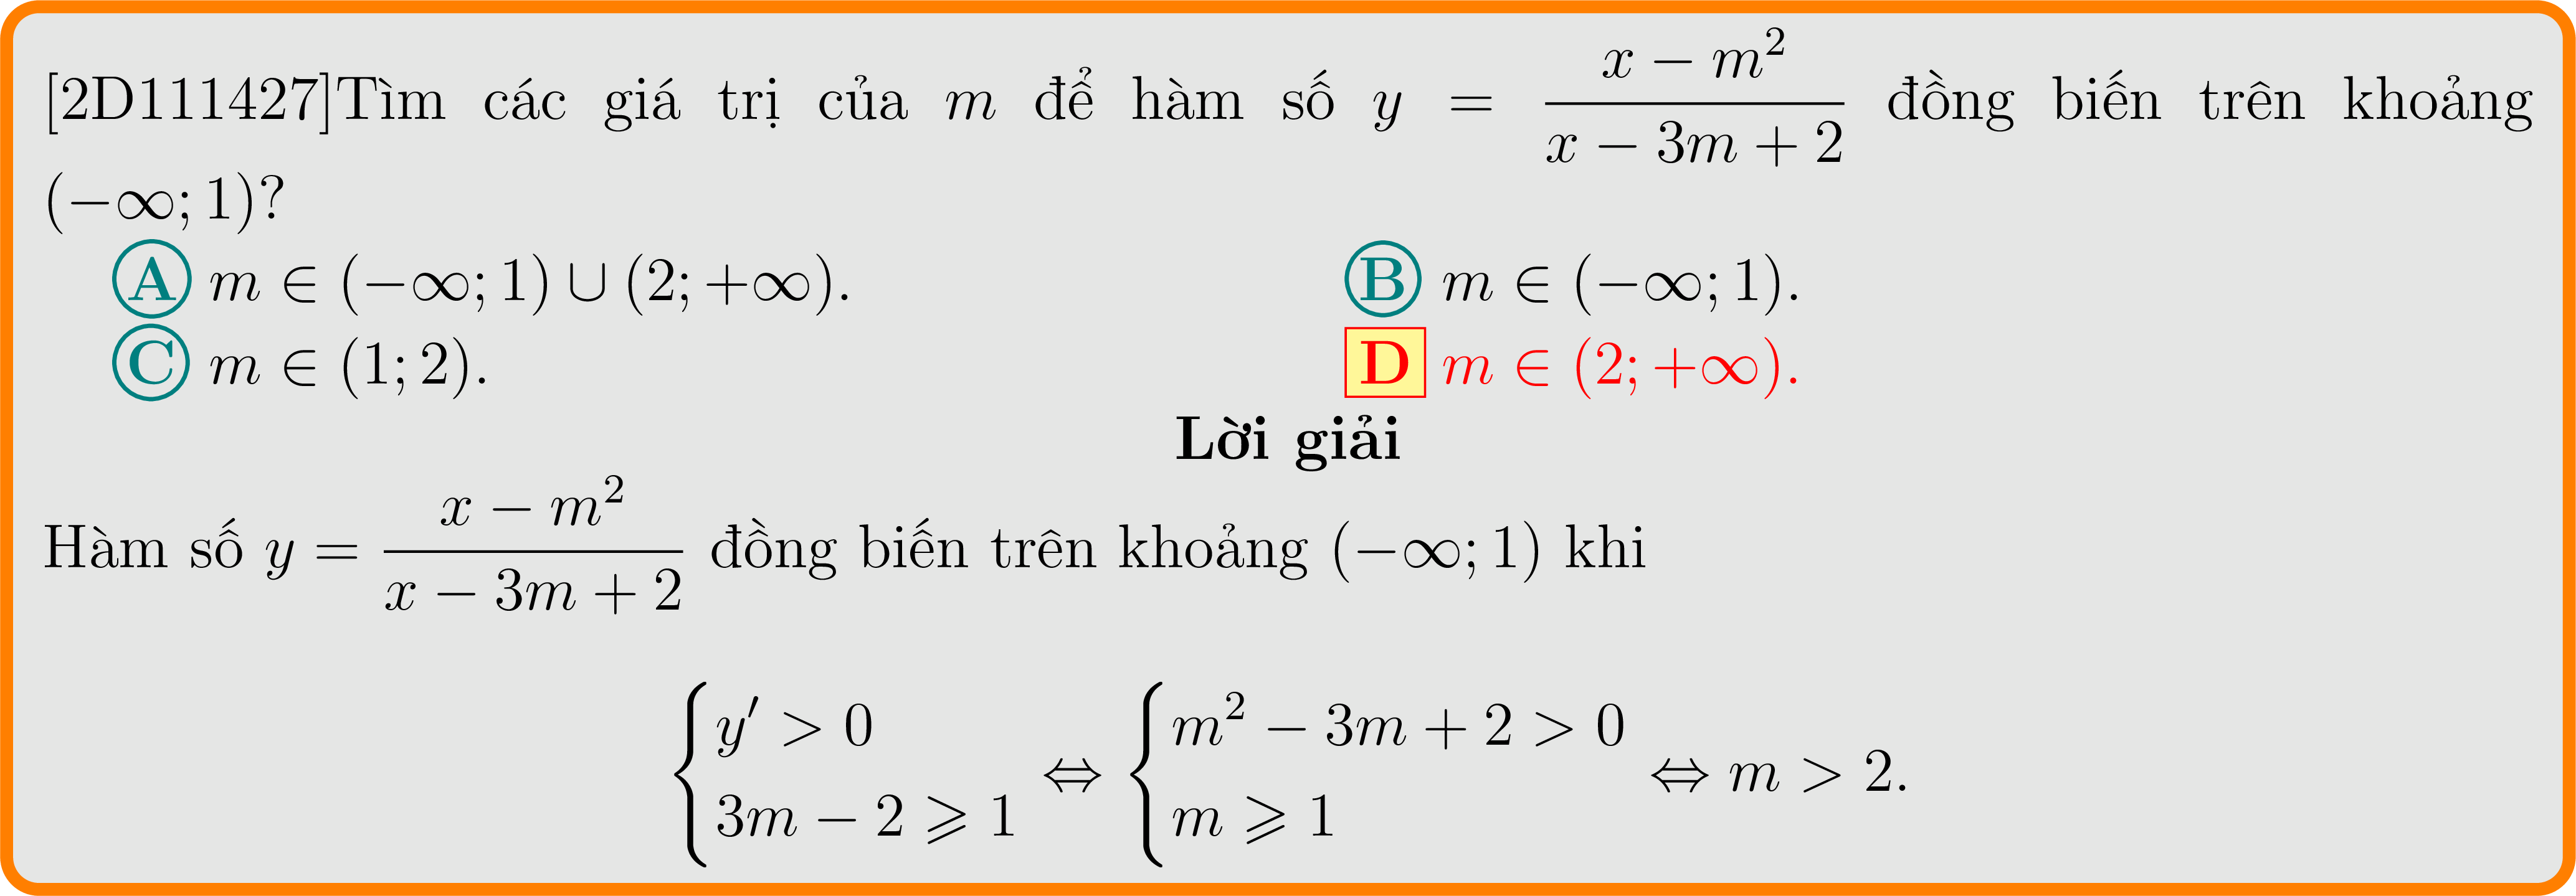 [2D111427]Tìm các giá trị của $m$ để hàm số $y = \dfrac{x - m^2}{x - 3m + 2}$ đồng biến trên khoảng
$(-\infty; 1)$?
A $m \in (-\infty; 1) \cup (2; +\infty)$.
B $m \in (-\infty; 1)$.
C $m \in (1; 2)$.
D $m \in (2; +\infty)$.
Lời giải
Hàm số $y = \dfrac{x - m^2}{x - 3m + 2}$ đồng biến trên khoảng $(-\infty; 1)$ khi
$\begin{cases} y' > 0 \\ 3m - 2 \geqslant 1 \end{cases} \Leftrightarrow \begin{cases} m^2 - 3m + 2 > 0 \\ m \geqslant 1 \end{cases} \Leftrightarrow m > 2.$